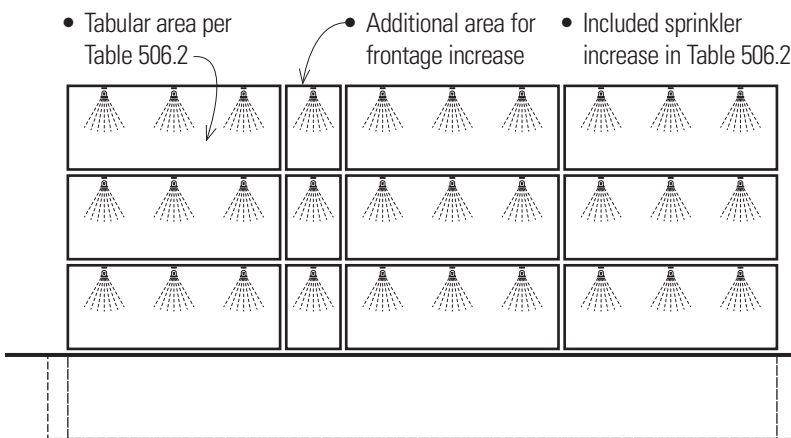 • Tabular area per
Table 506.2
• Additional area for
frontage increase
• Included sprinkler
increase in Table 506.2